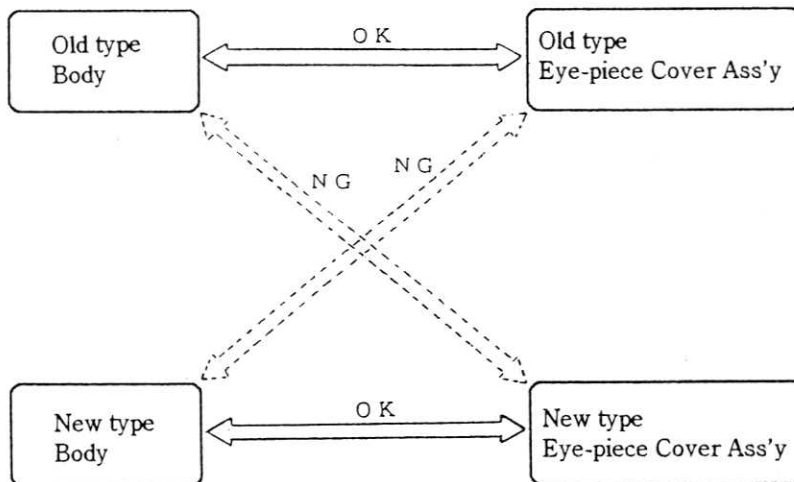 Old type
Body
O K
Old type
Eye-piece Cover Ass'y
N G
N G
New type
Body
O K
New type
Eye-piece Cover Ass'y